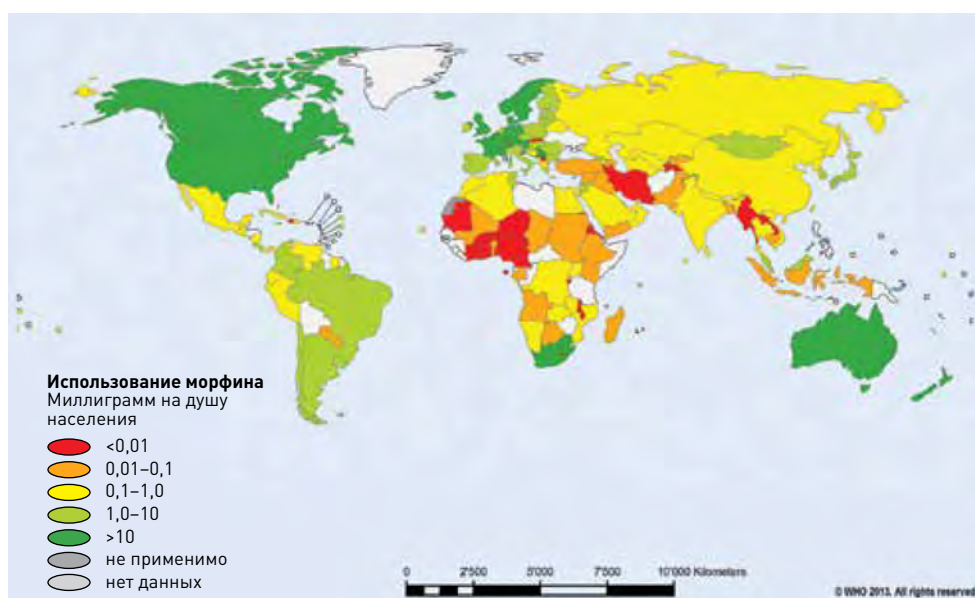 Использование морфина
Миллиграмм на душу
населения
<0,01
0,01–0,1
0,1–1,0
1,0–10
>10
не применимо
нет данных
0 2'500 5'000 7'500 10'000 Kilometers
© WHO 2013. All rights reserved